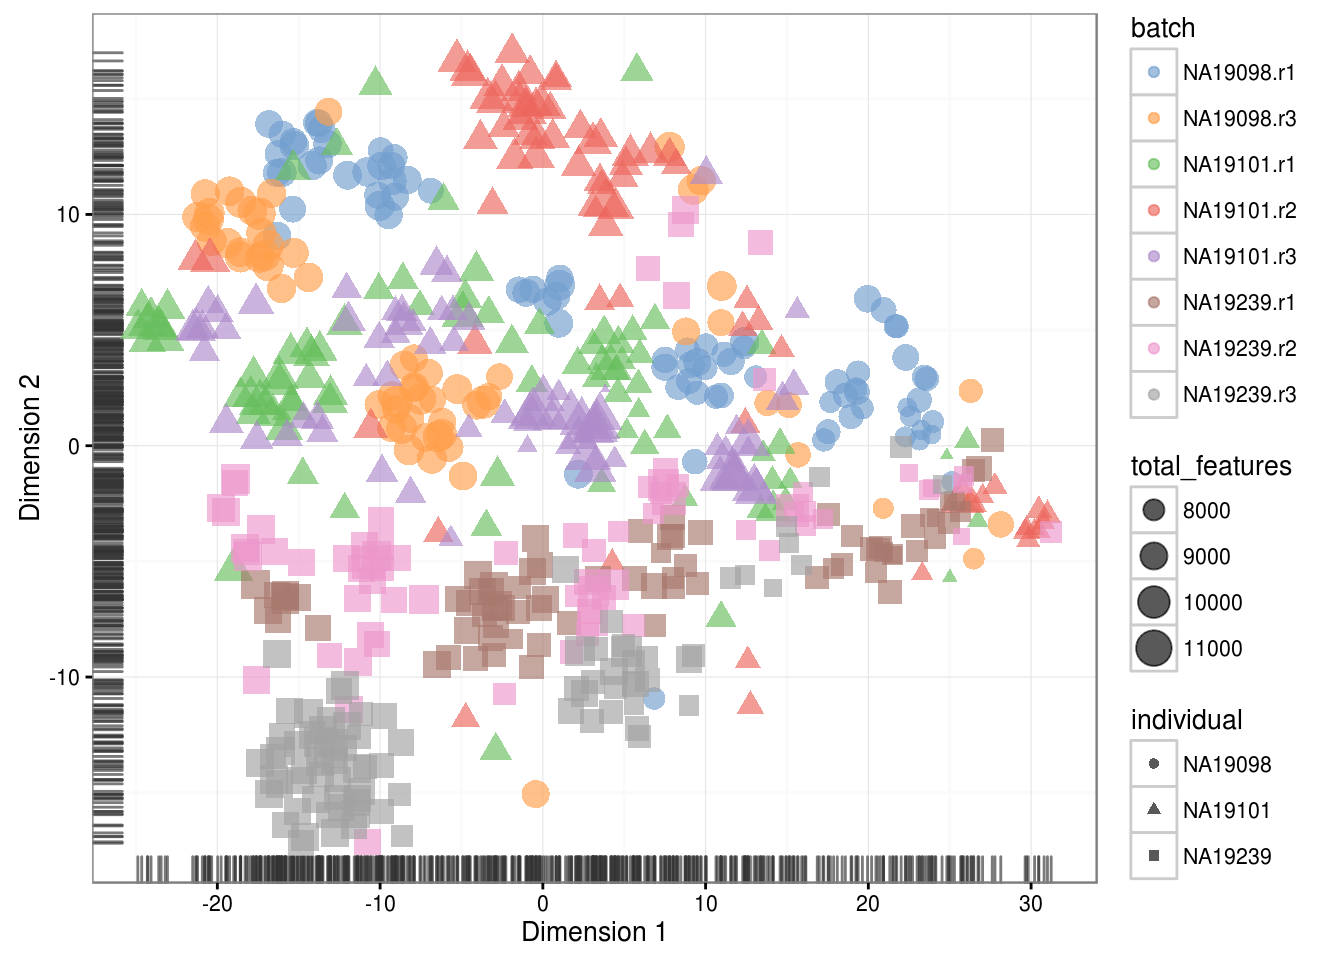 Dimension 2
10
0
-10
-20
-10
0
10
20
30
Dimension 1
batch
NA19098.r1
NA19098.r3
NA19101.r1
NA19101.r2
NA19101.r3
NA19239.r1
NA19239.r2
NA19239.r3
total_features
8000
9000
10000
11000
individual
NA19098
NA19101
NA19239